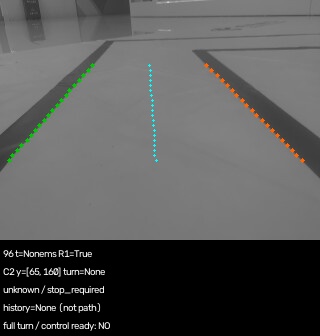 96 t=Nonems R1=True
C2 y=[65, 160] turn=None
unknown / stop_required
history=None (not path)
full turn / control ready: NO